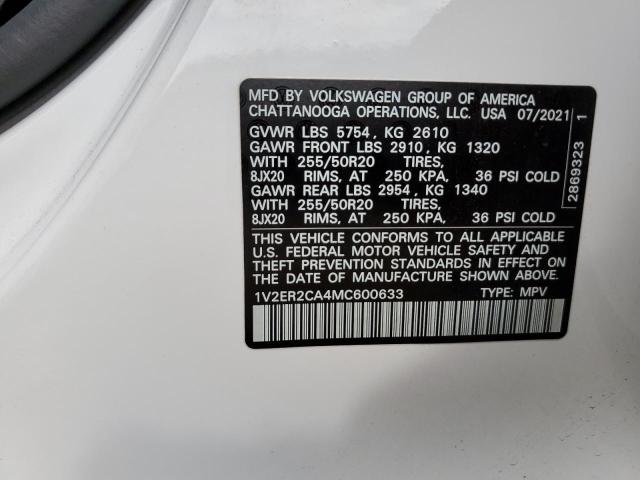 MFD BY VOLKSWAGEN GROUP OF AMERICA
CHATTANOOGA OPERATIONS, LLC. USA 07/2021
GVWR LBS 5754, KG 2610
GAWR FRONT LBS 2910, KG 1320
WITH 255/50R20 TIRES,
8JX20 RIMS, AT 250 KPA, 36 PSI COLD
GAWR REAR LBS 2954, KG 1340
WITH 255/50R20 TIRES,
8JX20 RIMS, AT 250 KPA, 36 PSI COLD
THIS VEHICLE CONFORMS TO ALL APPLICABLE
U.S. FEDERAL MOTOR VEHICLE SAFETY AND
THEFT PREVENTION STANDARDS IN EFFECT ON
THE DATE OF MANUFACTURE SHOWN ABOVE.
1V2ER2CA4MC600633 TYPE: MPV
2869323 1